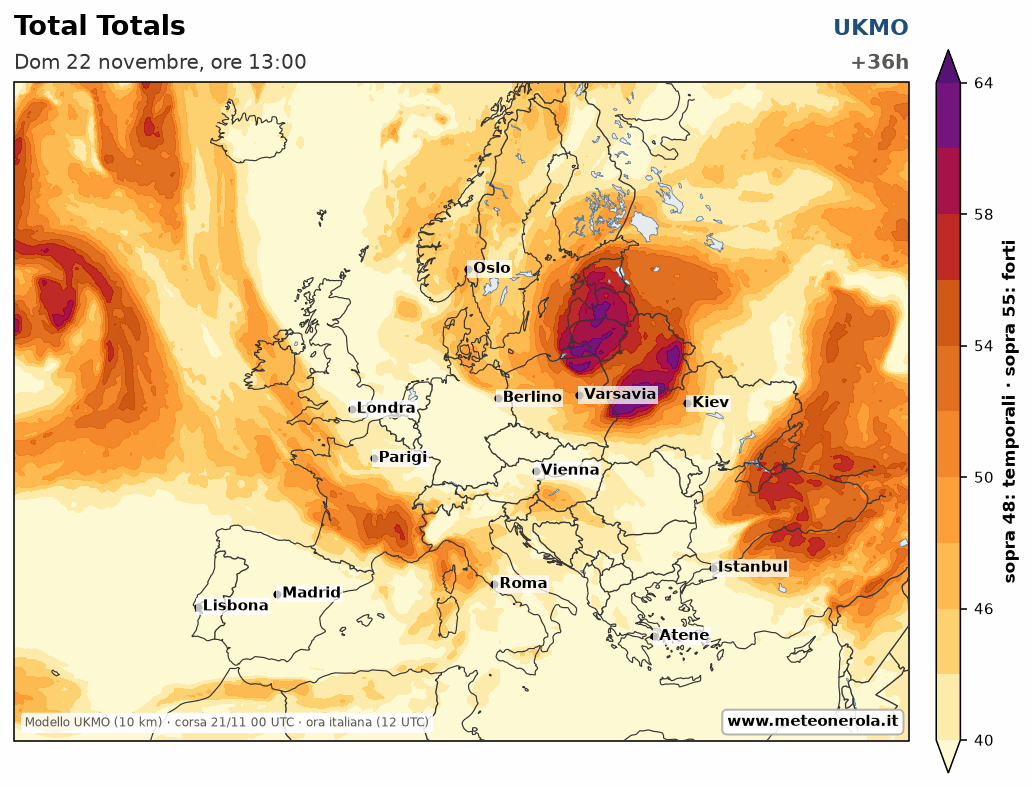 Total Totals
UKMO
Dom 22 novembre, ore 13:00
+36h
64
58
54
50
46
40
sopra 48: temporali · sopra 55: forti
Oslo
Berlino
Varsavia
Kiev
Londra
Parigi
Vienna
Istanbul
Roma
Madrid
Lisbona
Atene
Modello UKMO (10 km) · corsa 21/11 00 UTC · ora italiana (12 UTC)
www.meteonerola.it